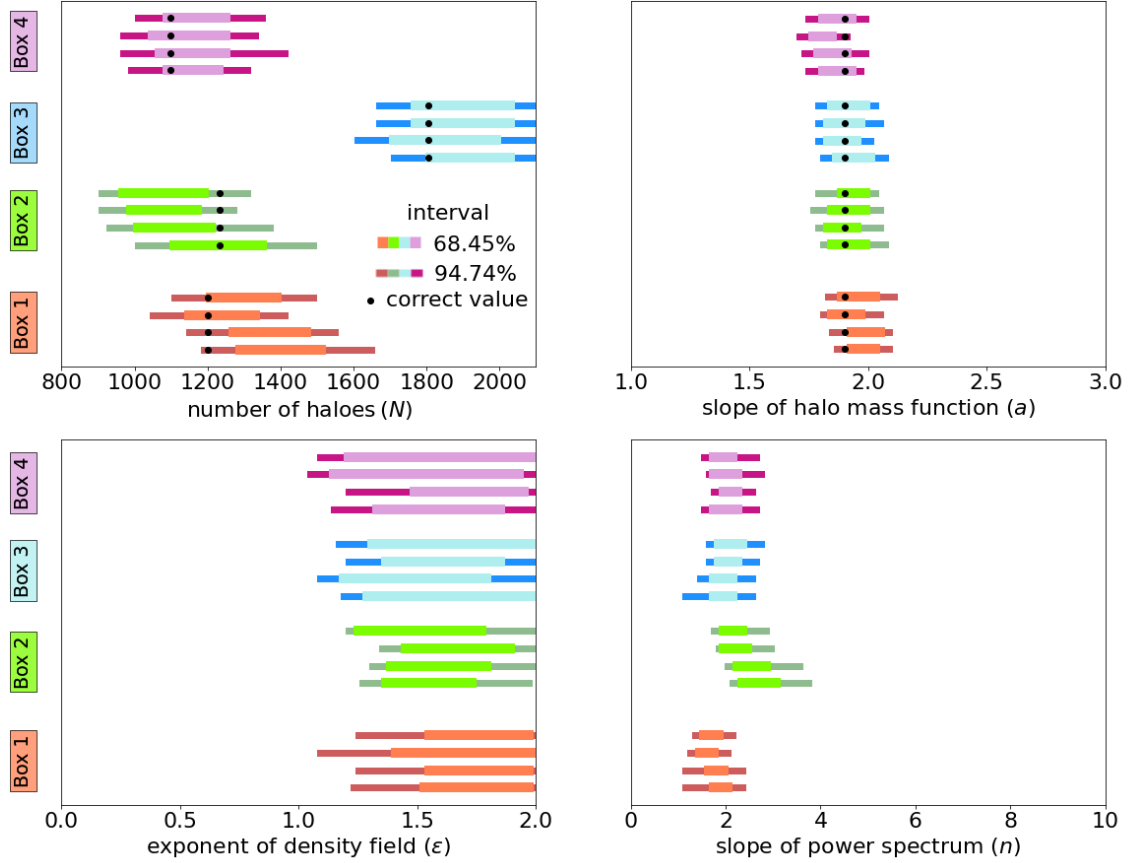 Box 4
Box 3
Box 2
Box 1
interval
68.45%
94.74%
correct value
800 1000 1200 1400 1600 1800 2000
number of haloes (N)
1.0 1.5 2.0 2.5 3.0
slope of halo mass function (a)
Box 4
Box 3
Box 2
Box 1
0.0 0.5 1.0 1.5 2.0
exponent of density field (ε)
0 2 4 6 8 10
slope of power spectrum (n)